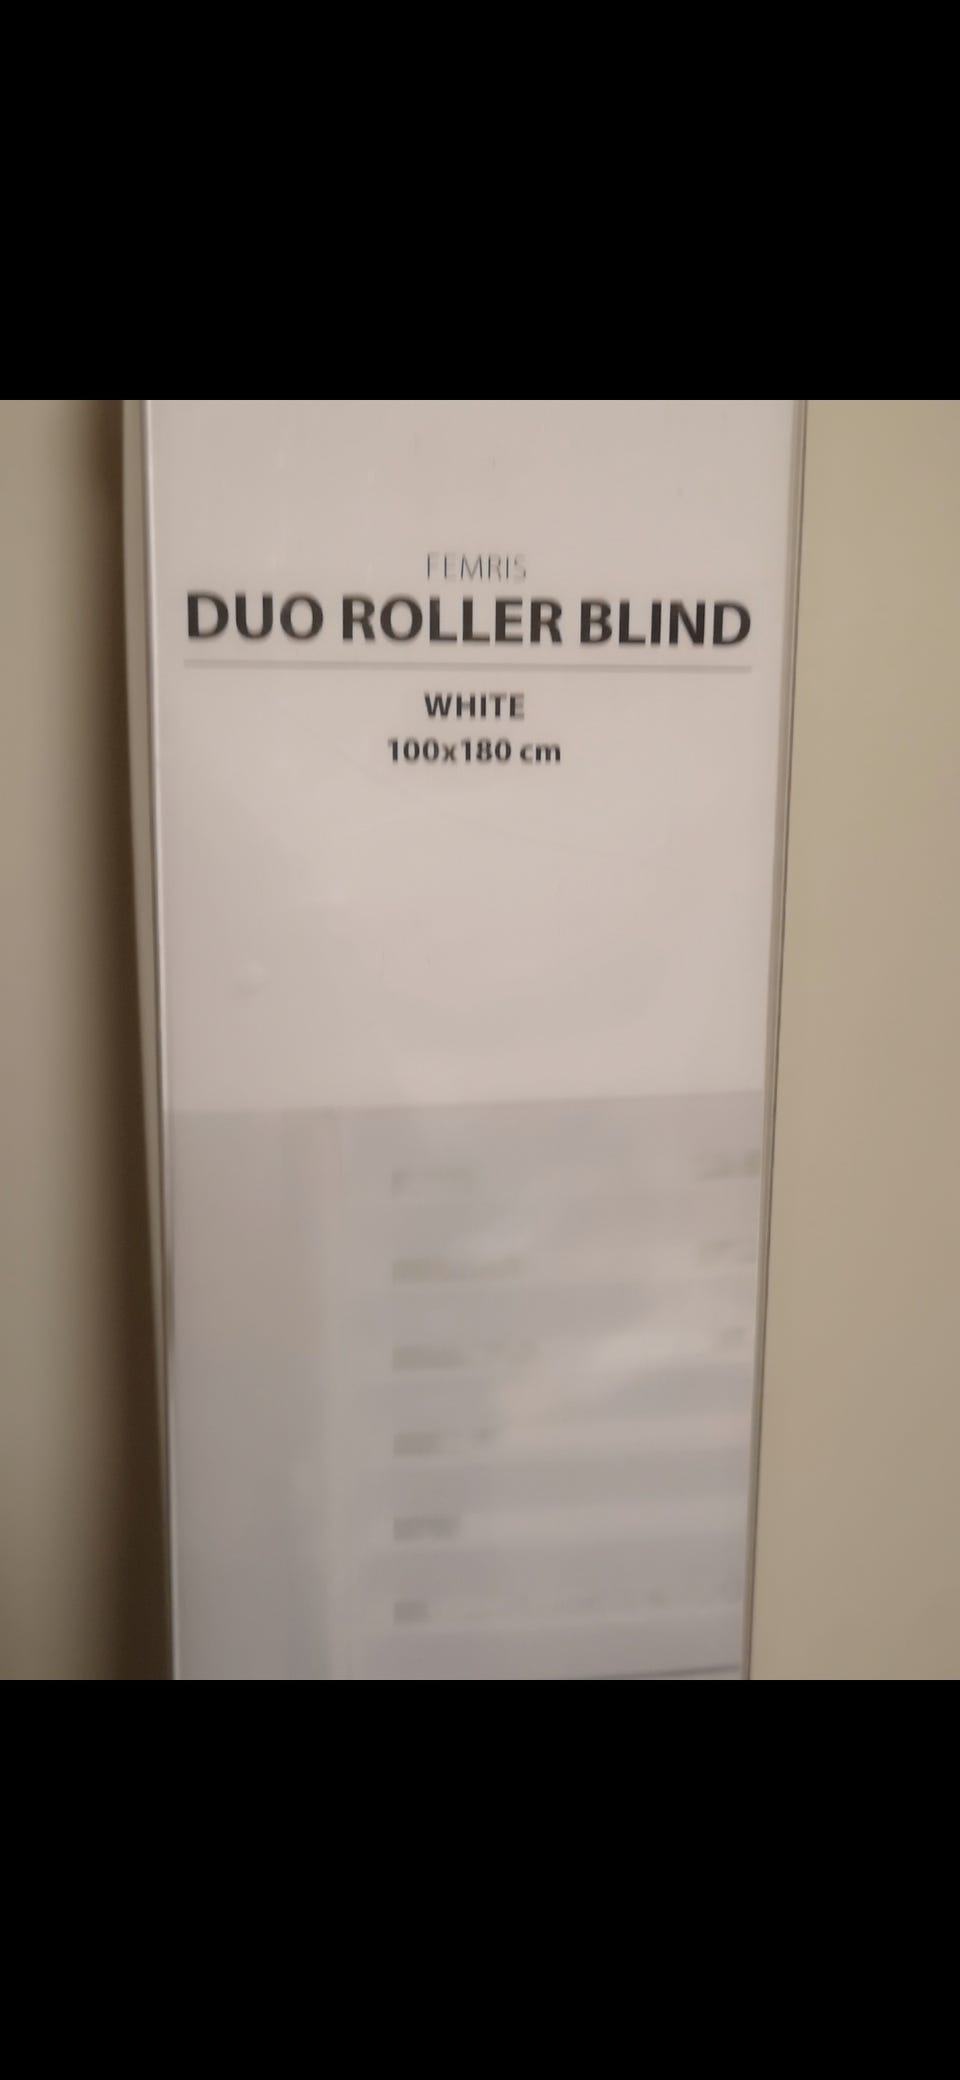 FEMRIS
DUO ROLLER BLIND
WHITE
100x180 cm